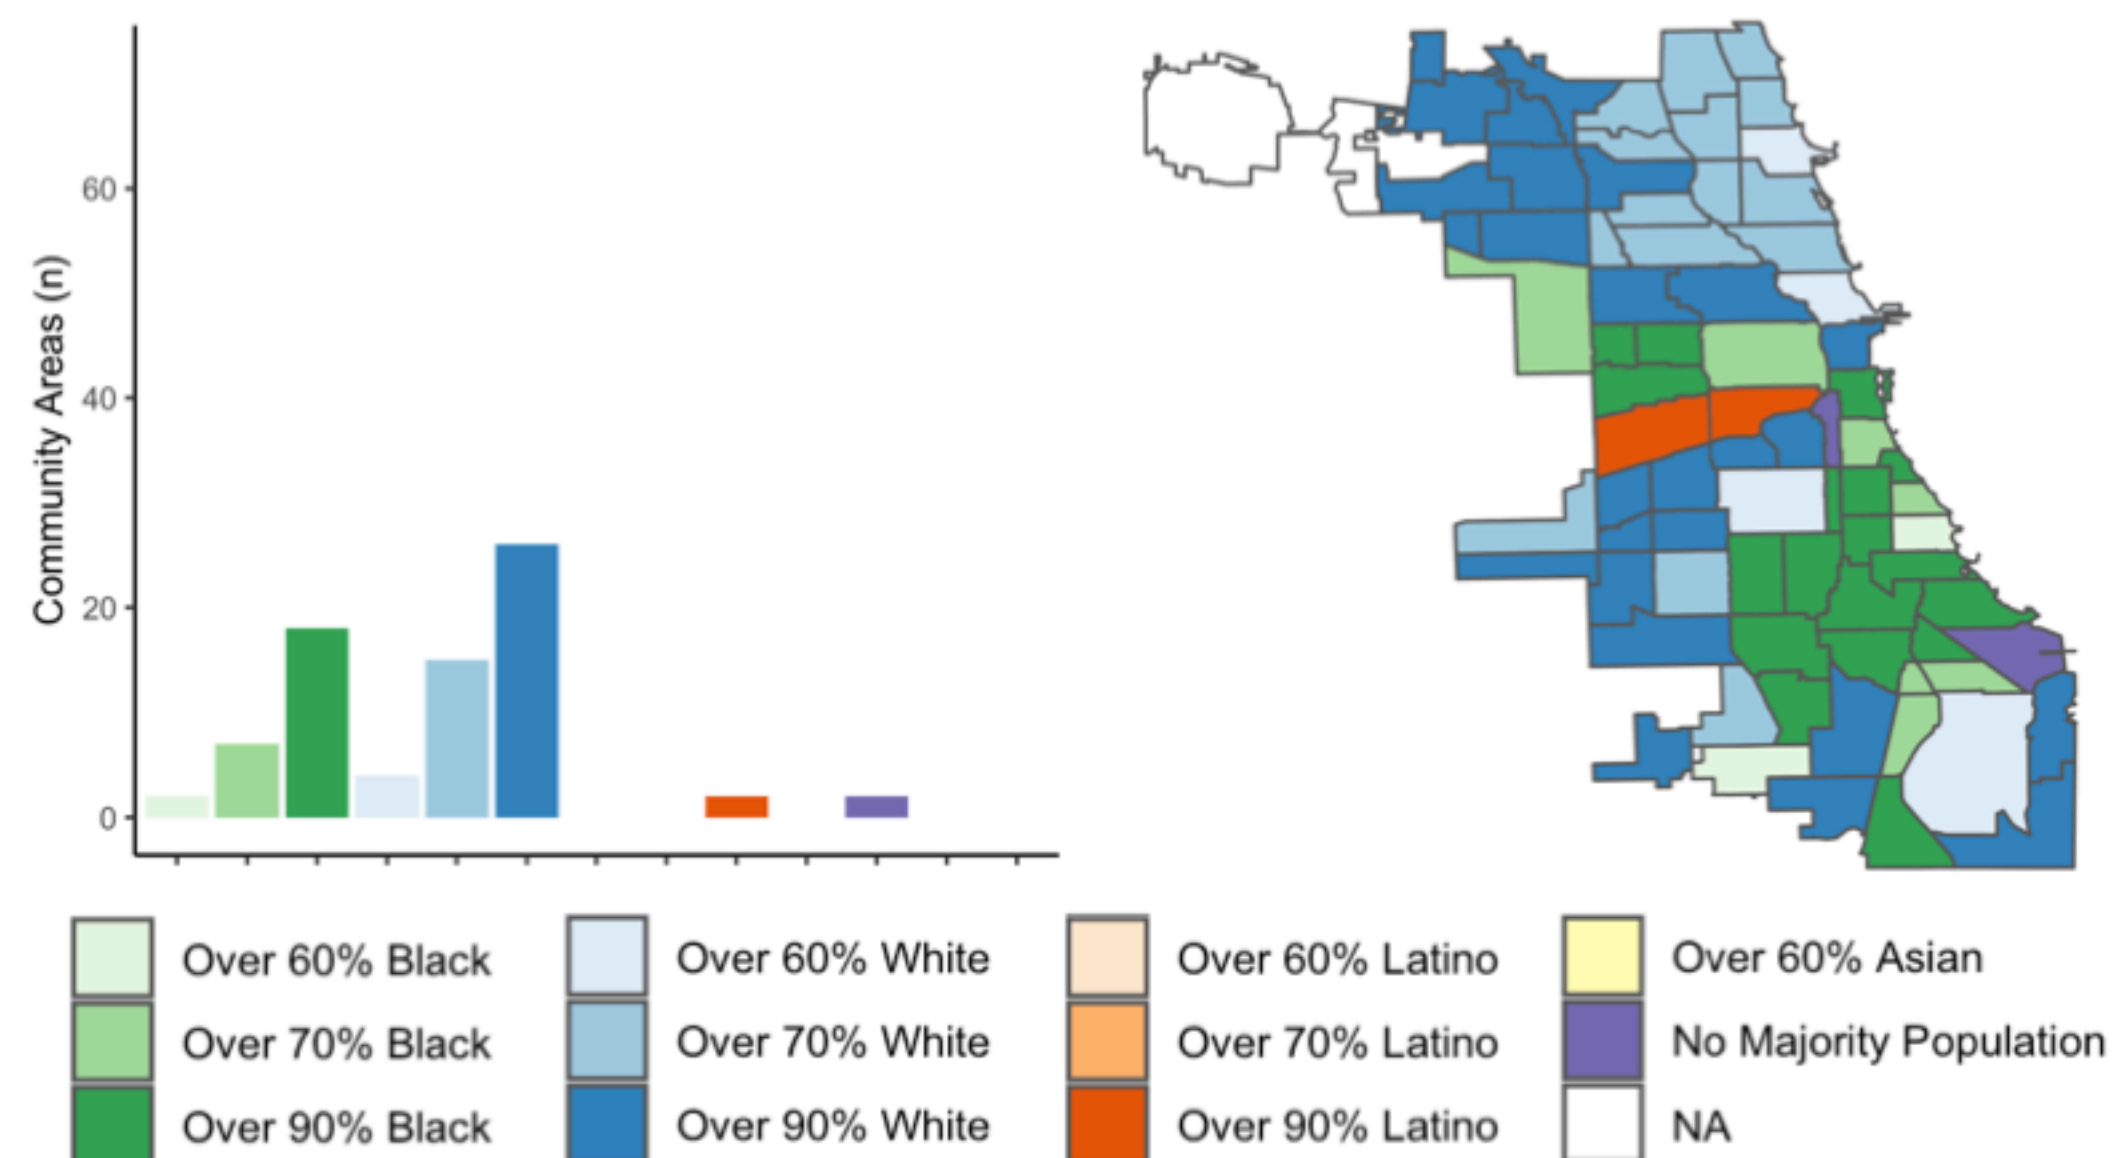 60
40
20
0
Community Areas (n)
Over 60% Black
Over 70% Black
Over 90% Black
Over 60% White
Over 70% White
Over 90% White
Over 60% Latino
Over 70% Latino
Over 90% Latino
Over 60% Asian
No Majority Population
NA